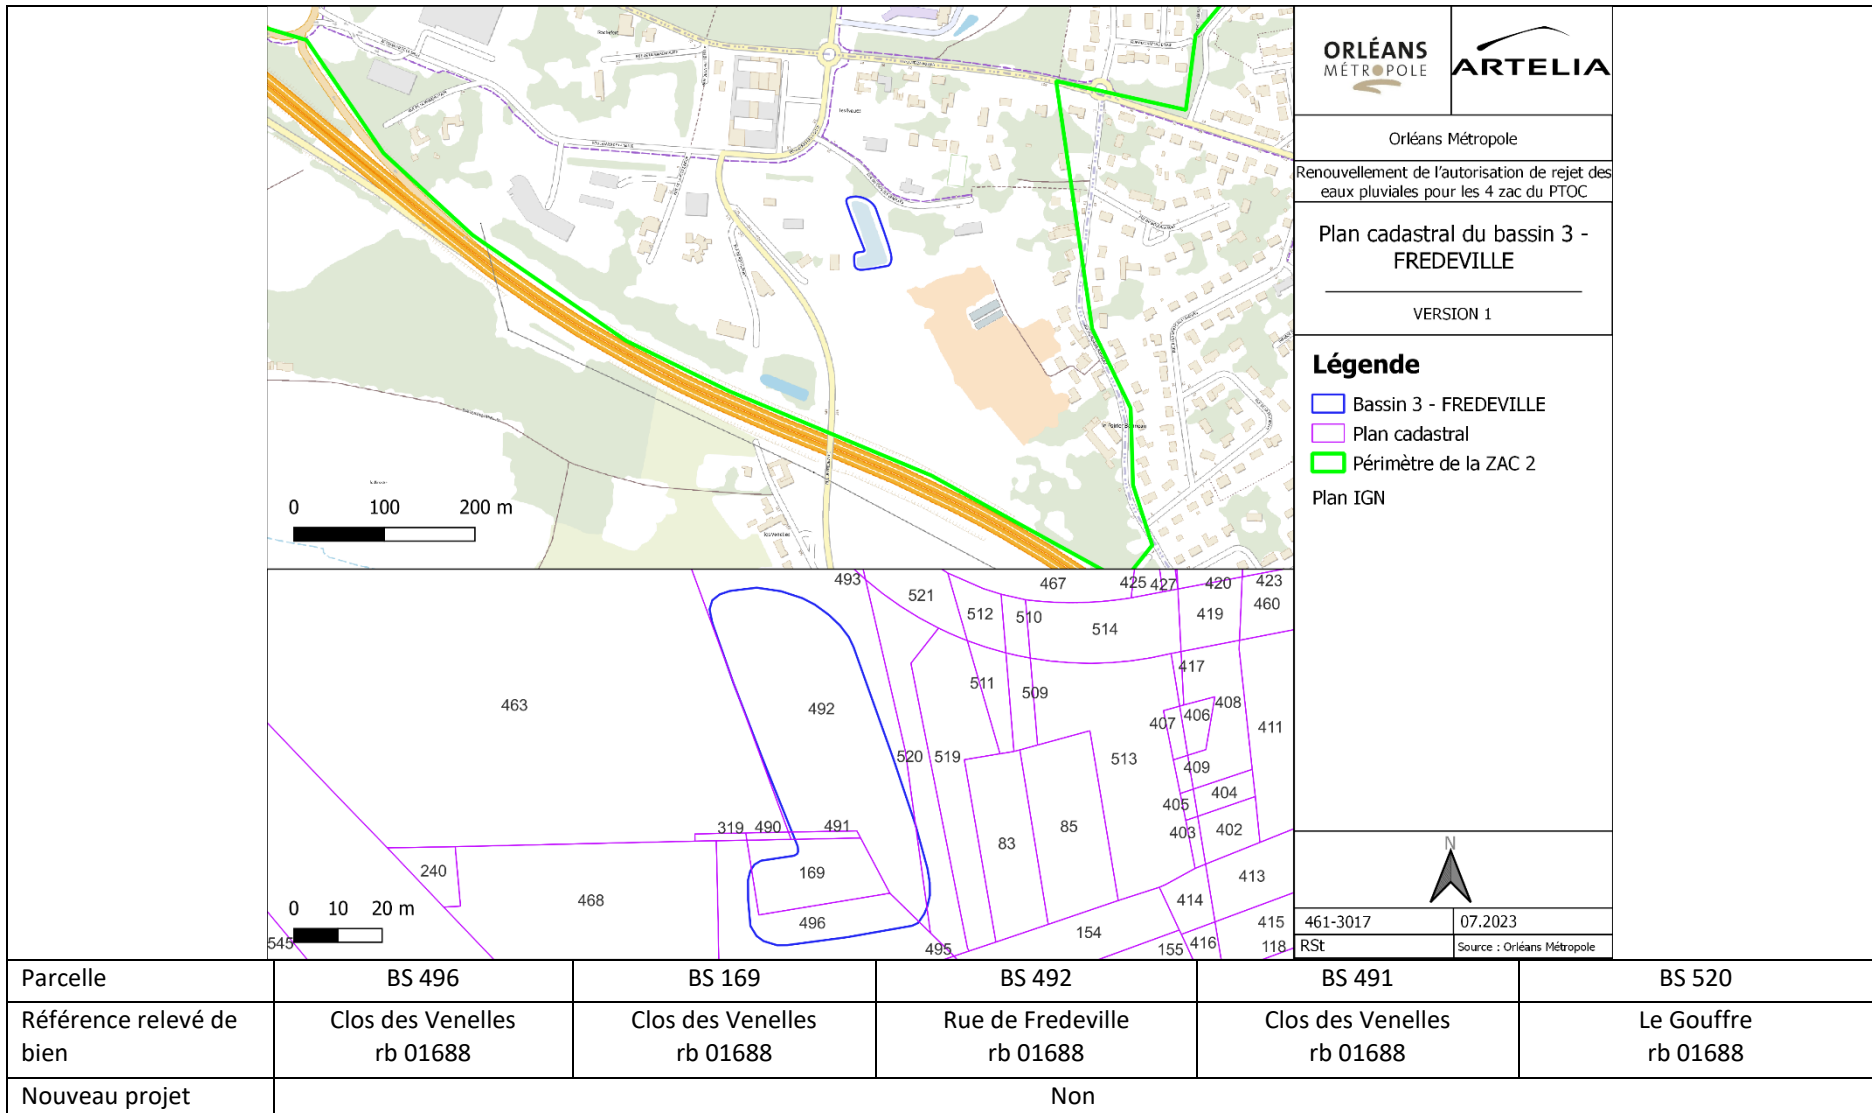 ORLÉANS
MÉTROPOLE
ARTELIA
Orléans Métropole
Renouvellement de l'autorisation de rejet des
eaux pluviales pour les 4 zac du PTOC
Plan cadastral du bassin 3 -
FREDEVILLE
VERSION 1
Légende
Bassin 3 - FREDEVILLE
Plan cadastral
Périmètre de la ZAC 2
Plan IGN
0 100 200 m
493
521
467
425
427
420
423
512
510
514
419
460
417
511
509
463
492
408
406
407
411
520
519
513
409
404
405
319
490
491
83
85
403
402
240
169
413
468
414
0 10 20 m
496
154
415
545
495
155
416
118
N
461-3017
07.2023
RSt
Source : Orléans Métropole
Parcelle
BS 496
BS 169
BS 492
BS 491
BS 520
Référence relevé de
bien
Clos des Venelles
rb 01688
Clos des Venelles
rb 01688
Rue de Fredeville
rb 01688
Clos des Venelles
rb 01688
Le Gouffre
rb 01688
Nouveau projet
Non